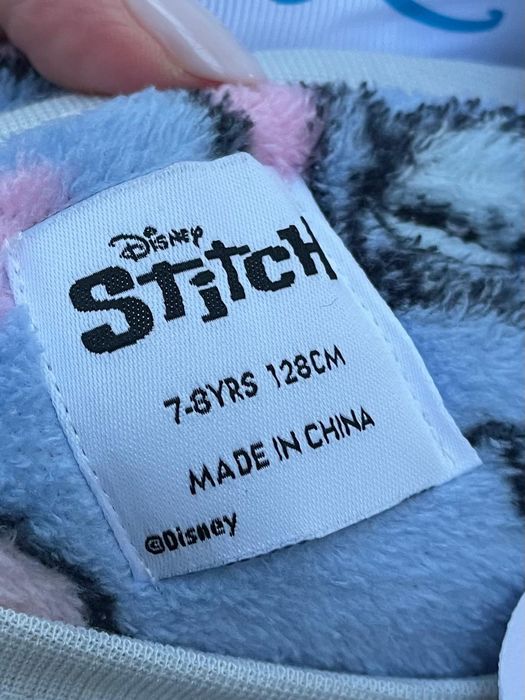 Disney
Stitch
7-8YRS 128CM
MADE IN CHINA
©Disney